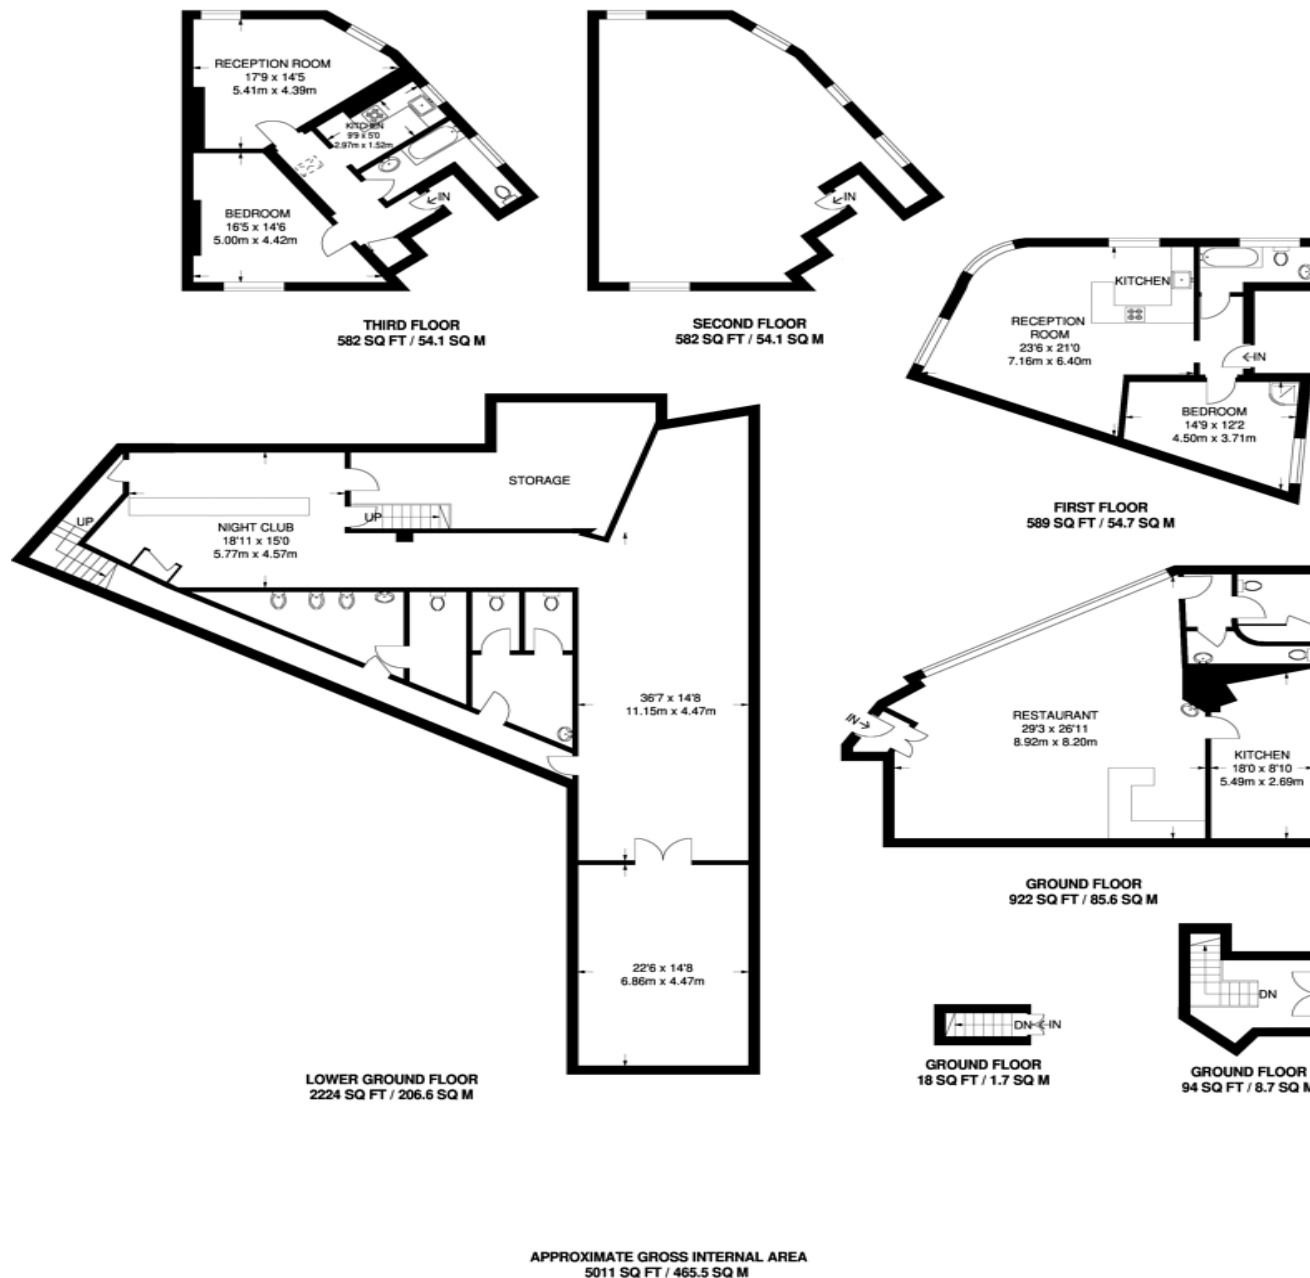 RECEPTION ROOM
17'9 x 14'5
5.41m x 4.39m
KITCHEN
9'9 x 5'0
2.97m x 1.52m
IN
BEDROOM
16'5 x 14'6
5.00m x 4.42m
THIRD FLOOR
582 SQ FT / 54.1 SQ M
IN
SECOND FLOOR
582 SQ FT / 54.1 SQ M
KITCHEN
RECEPTION
ROOM
23'6 x 21'0
7.16m x 6.40m
IN
BEDROOM
14'9 x 12'2
4.50m x 3.71m
FIRST FLOOR
589 SQ FT / 54.7 SQ M
STORAGE
UP
NIGHT CLUB
18'11 x 15'0
5.77m x 4.57m
UP
36'7 x 14'8
11.15m x 4.47m
22'6 x 14'8
6.86m x 4.47m
LOWER GROUND FLOOR
2224 SQ FT / 206.6 SQ M
IN
RESTAURANT
29'3 x 26'11
8.92m x 8.20m
KITCHEN
18'0 x 8'10
5.49m x 2.69m
GROUND FLOOR
922 SQ FT / 85.6 SQ M
DN
IN
GROUND FLOOR
18 SQ FT / 1.7 SQ M
DN
GROUND FLOOR
94 SQ FT / 8.7 SQ M
APPROXIMATE GROSS INTERNAL AREA
5011 SQ FT / 465.5 SQ M